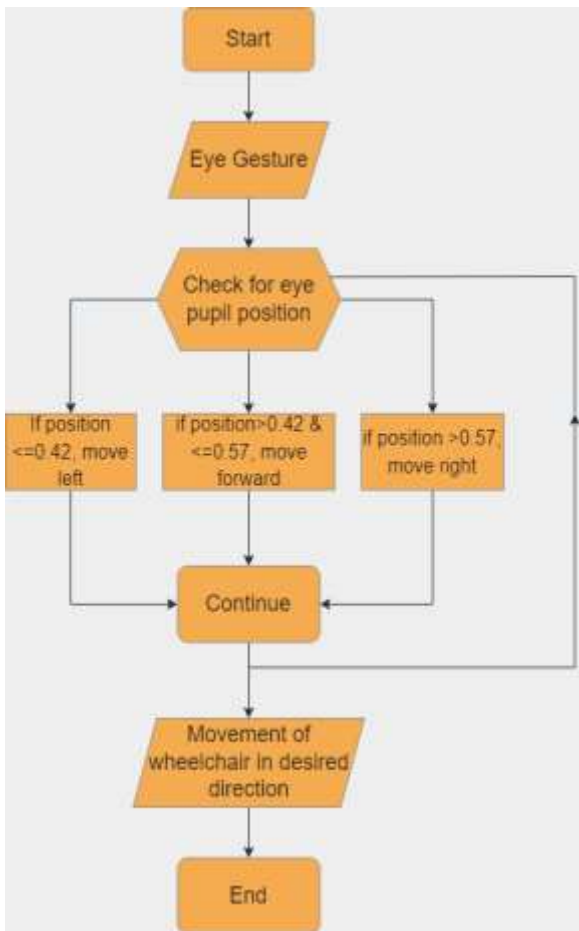 Start
Eye Gesture
Check for eye
pupil position
If position
<=0.42, move
left
if position>0.42 &
<=0.57, move
forward
if position >0.57,
move right
Continue
Movement of
wheelchair in desired
direction
End